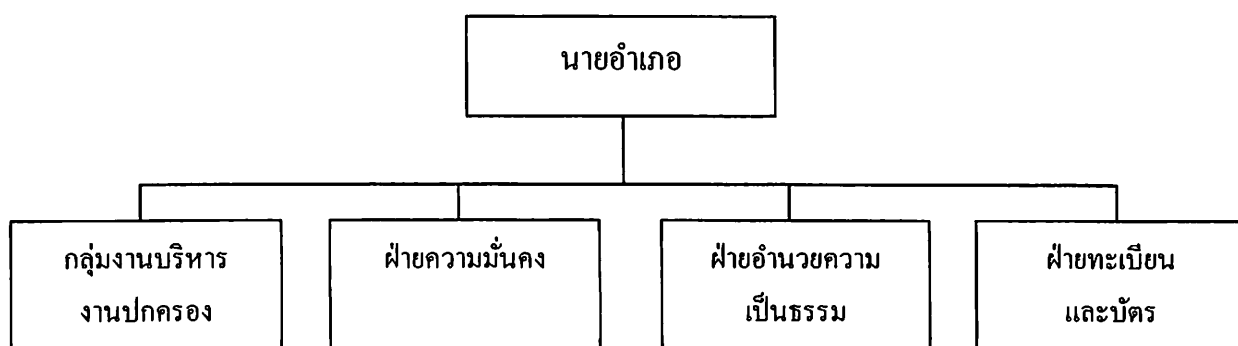 นายอำเภอ
กลุ่มงานบริหาร
งานปกครอง
ฝ่ายความมั่นคง
ฝ่ายอำนวยความ
เป็นธรรม
ฝ่ายทะเบียน
และบัตร